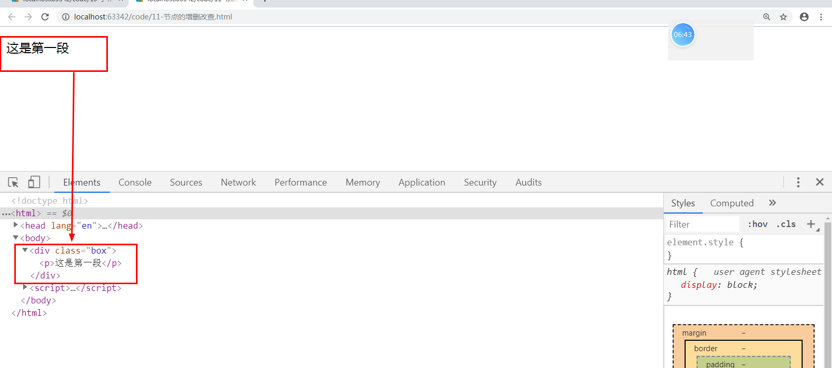 localhost:63342/code/11-节点的增删改查.html
06:43
这是第一段
Elements Console Sources Network Performance Memory Application Security Audits
<!doctype html>
…<html> == $0
<head lang="en">…</head>
<body>
<div class="box">
<p>这是第一段</p>
</div>
<script>…</script>
</body>
</html>
Styles Computed »
Filter :hov .cls +
element.style {
}
html { user agent stylesheet
display: block;
}
margin –
border –
padding –